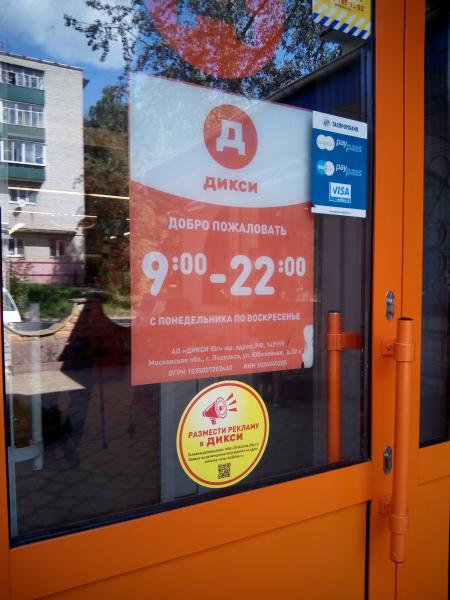 Д
ДИКСИ
ДОБРО ПОЖАЛОВАТЬ
9:00-22:00
С ПОНЕДЕЛЬНИКА ПО ВОСКРЕСЕНЬЕ
АО «ДИКСИ Юг» юр. адрес: РФ, 142119
Московская обл., г. Подольск, ул. Юбилейная, д.32 а
ОГРН 1035007202460 ИНН 5036045205
ГАЗПРОМБАНК
PayPass
PayPass
VISA
РАЗМЕСТИ РЕКЛАМУ
В ДИКСИ